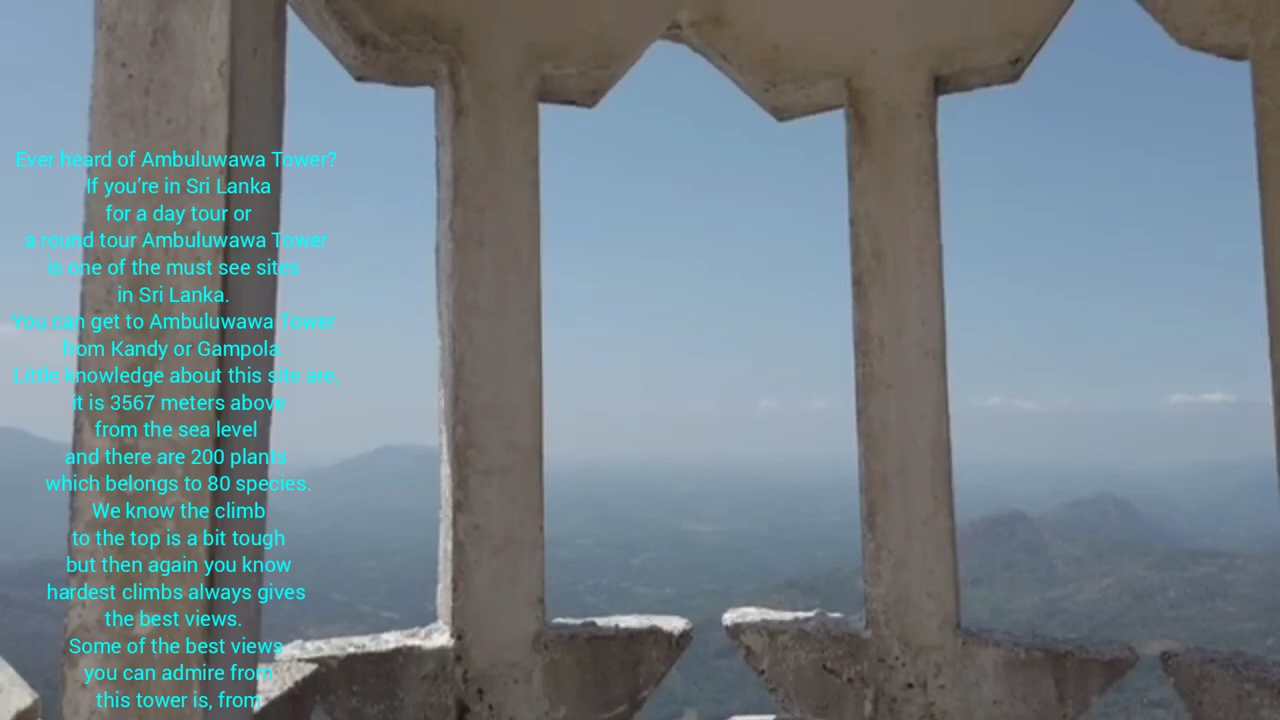 Ever heard of Ambuluwawa Tower?
If you’re in Sri Lanka
for a day tour or
a round tour Ambuluwawa Tower
is one of the must see sites
in Sri Lanka.
You can get to Ambuluwawa Tower
from Kandy or Gampola.
Little knowledge about this site are,
it is 3567 meters above
from the sea level
and there are 200 plants
which belongs to 80 species.
We know the climb
to the top is a bit tough
but then again you know
hardest climbs always gives
the best views.
Some of the best views
you can admire from
this tower is, from